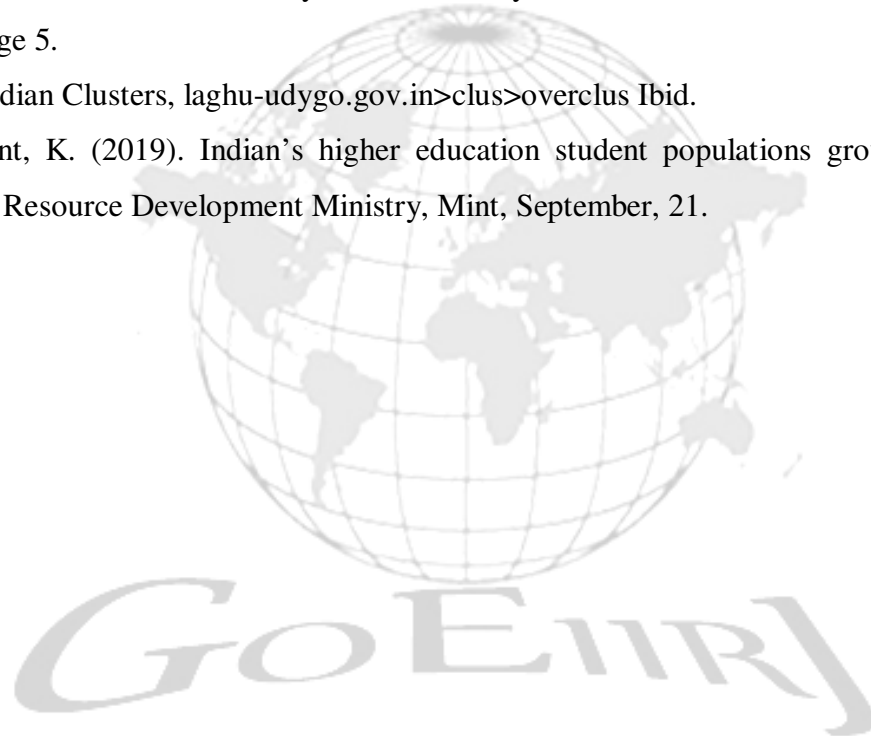 ge 5.
dian Clusters, laghu-udygo.gov.in>clus>overclus Ibid.
nt, K. (2019). Indian's higher education student populations gro
Resource Development Ministry, Mint, September, 21.
GOEIIRJ